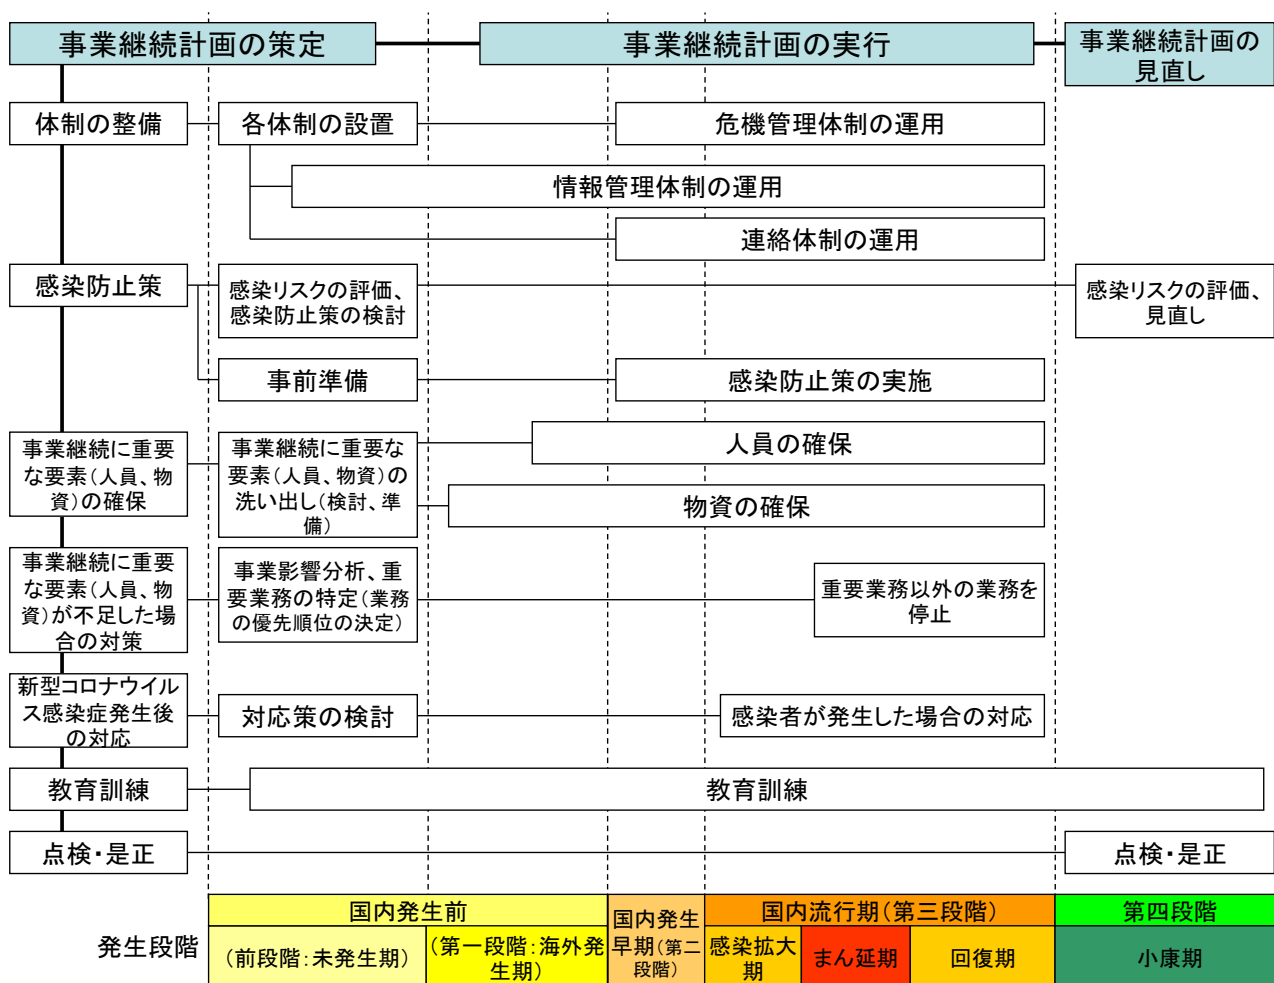 事業継続計画の策定
事業継続計画の実行
事業継続計画の
見直し
体制の整備
各体制の設置
危機管理体制の運用
情報管理体制の運用
連絡体制の運用
感染防止策
感染リスクの評価、
感染防止策の検討
感染リスクの評価、
見直し
事前準備
感染防止策の実施
事業継続に重要
な要素(人員、物
資)の確保
事業継続に重要な
要素(人員、物資)の
洗い出し(検討、準
備)
人員の確保
物資の確保
事業継続に重要
な要素(人員、物
資)が不足した場
合の対策
事業影響分析、重
要業務の特定(業務
の優先順位の決定)
重要業務以外の業務を
停止
新型コロナウイル
ス感染症発生後
の対応
対応策の検討
感染者が発生した場合の対応
教育訓練
教育訓練
点検・是正
点検・是正
発生段階
国内発生前
(前段階:未発生期)
(第一段階:海外発
生期)
国内発生
早期(第二
段階)
国内流行期(第三段階)
感染拡大
期
まん延期
回復期
第四段階
小康期